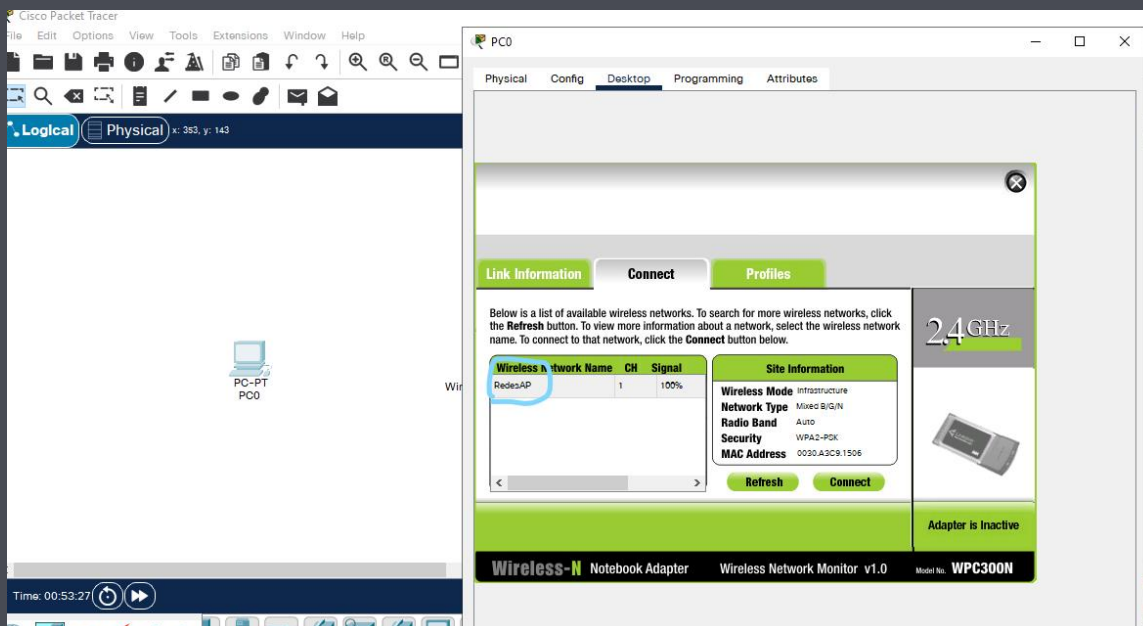 Cisco Packet Tracer
File Edit Options View Tools Extensions Window Help
Logical Physical x: 353, y: 143
PC-PT
PC0
Time: 00:53:27
PC0
Physical Config Desktop Programming Attributes
Link Information Connect Profiles
Below is a list of available wireless networks. To search for more wireless networks, click
the Refresh button. To view more information about a network, select the wireless network
name. To connect to that network, click the Connect button below.
Wireless Network Name CH Signal
RedesAP 1 100%
Site Information
Wireless Mode Infrastructure
Network Type Mixed B/G/N
Radio Band Auto
Security WPA2-PSK
MAC Address 0030.A3C9.1506
Refresh Connect
2.4GHz
Adapter is Inactive
Wireless-N Notebook Adapter Wireless Network Monitor v1.0 Model No. WPC300N